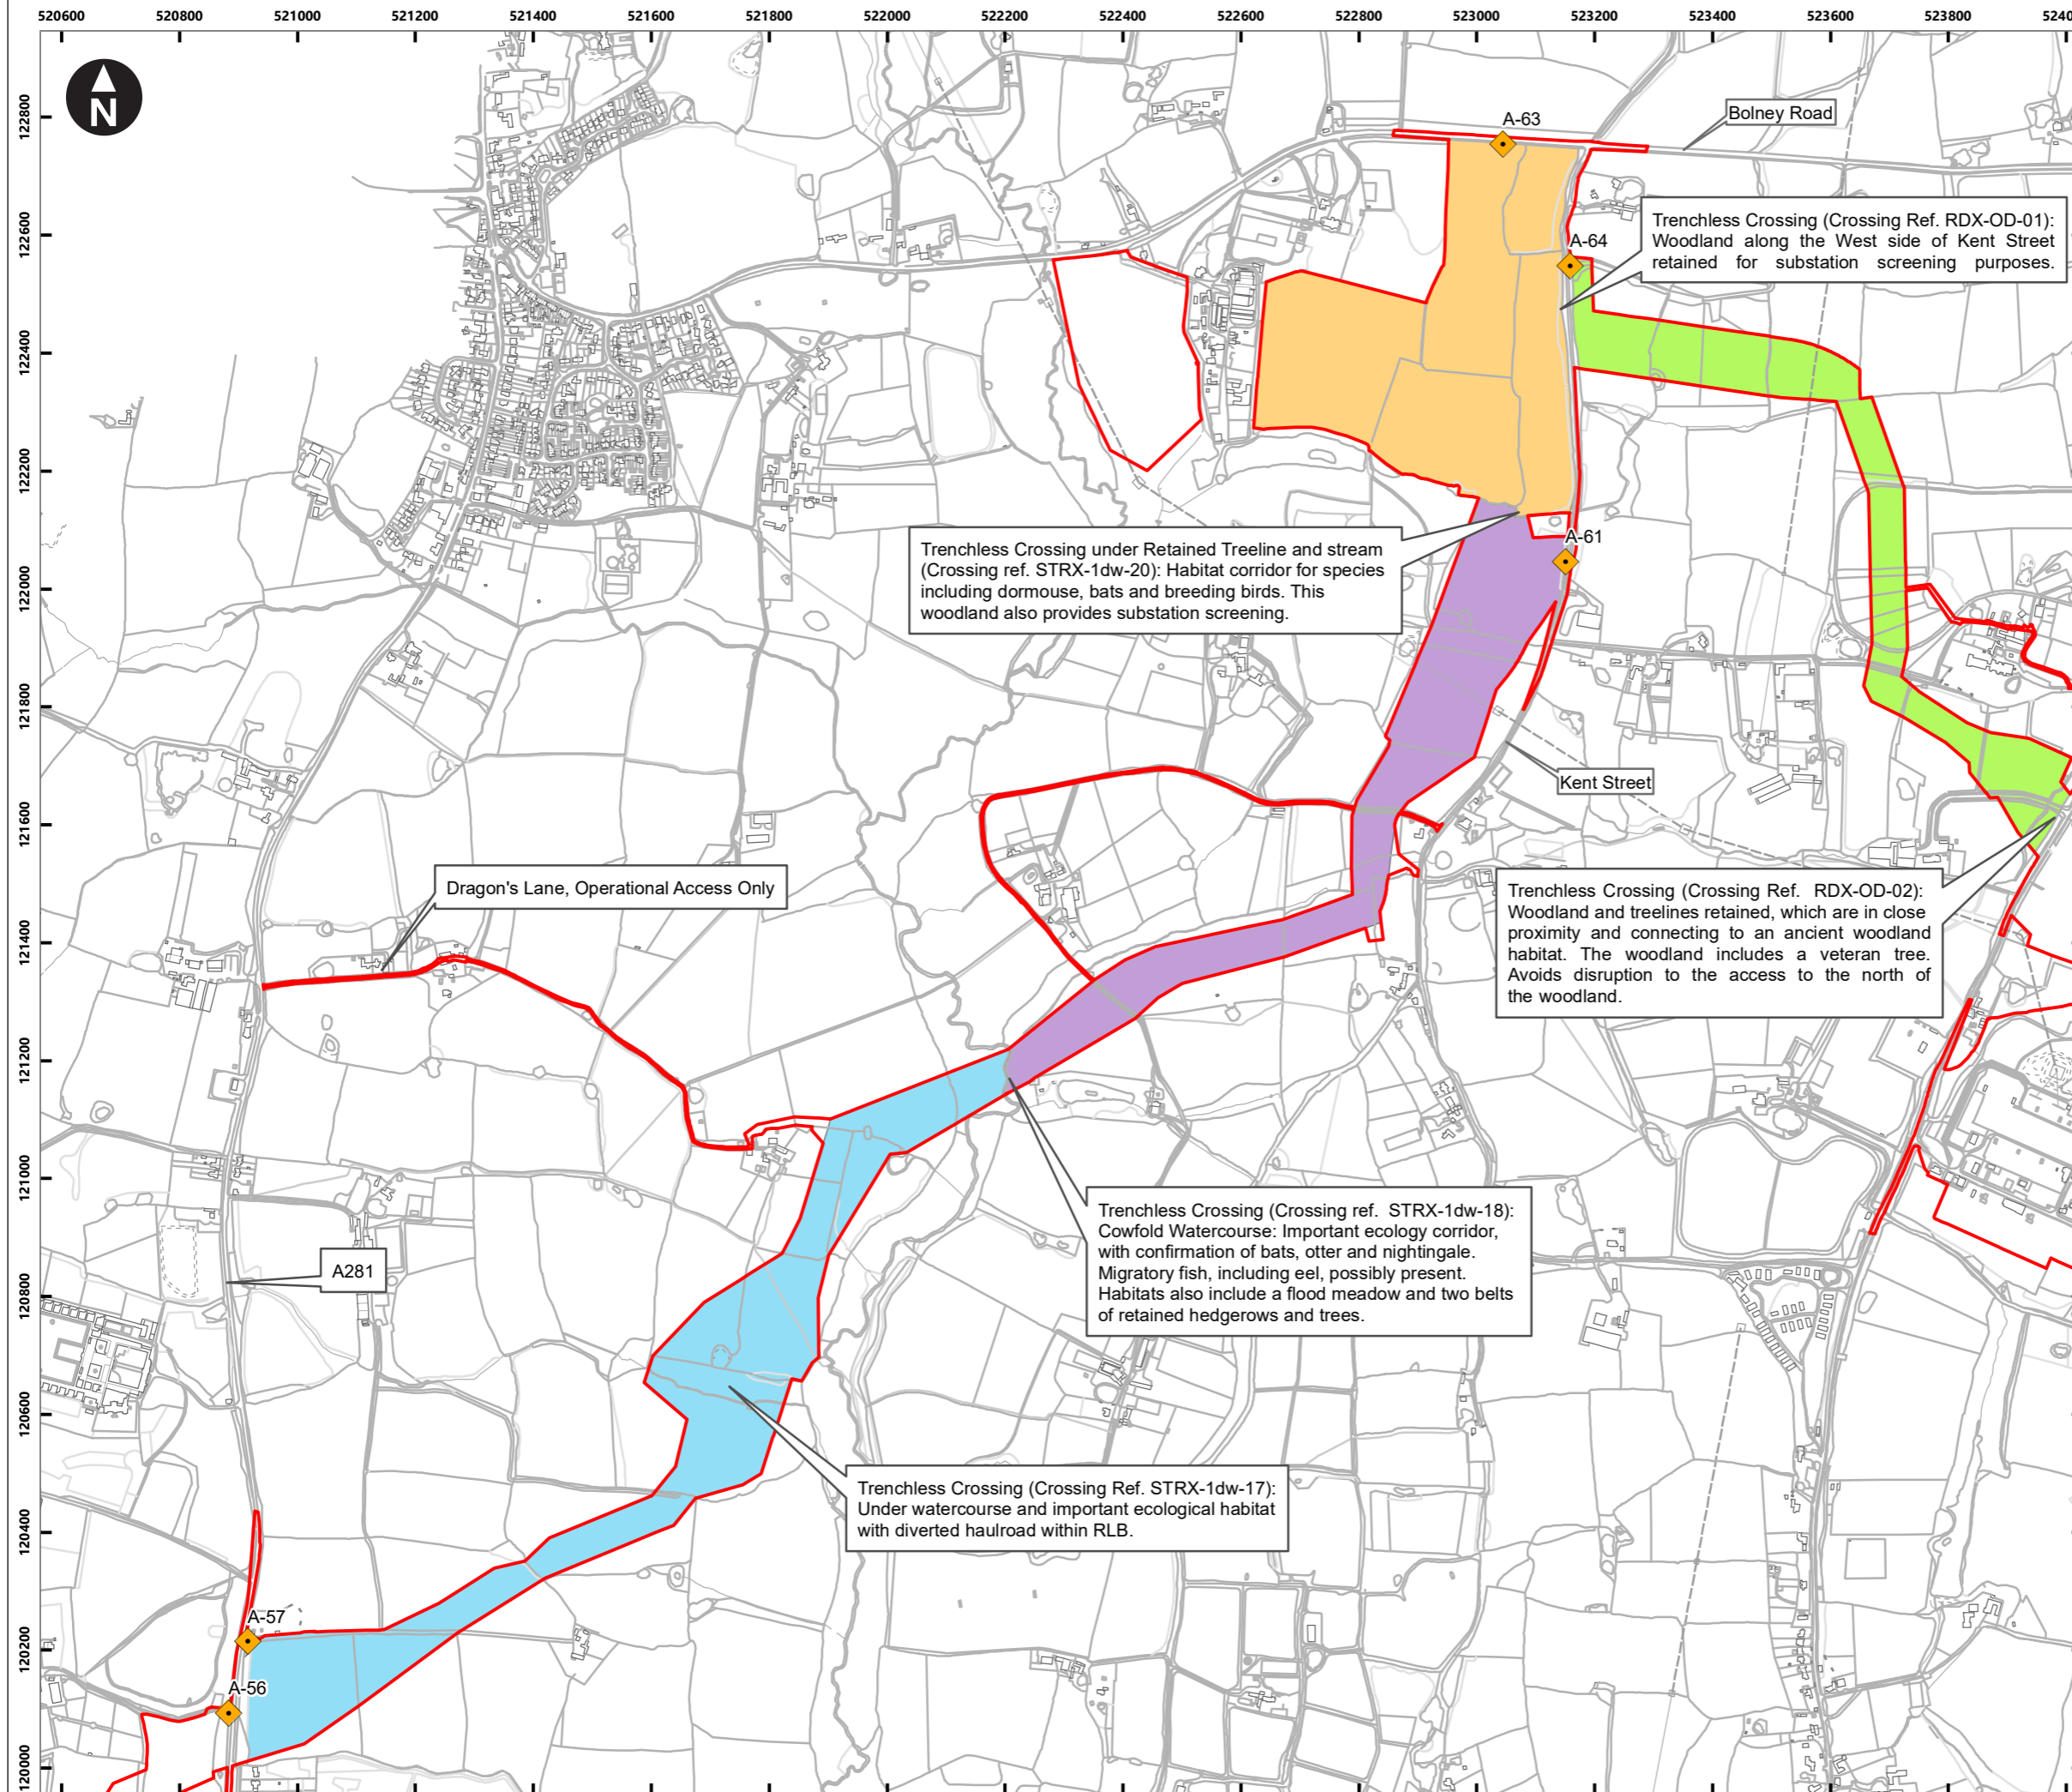 520600 520800 521000 521200 521400 521600 521800 522000 522200 522400 522600 522800 523000 523200 523400 523600 523800 5240
N
122800
122600
122400
122200
122000
121800
121600
121400
121200
121000
120800
120600
120400
120200
120000
A-63
Bolney Road
Trenchless Crossing (Crossing Ref. RDX-OD-01):
Woodland along the West side of Kent Street
retained for substation screening purposes.
A-64
A-61
Trenchless Crossing under Retained Treeline and stream
(Crossing ref. STRX-1dw-20): Habitat corridor for species
including dormouse, bats and breeding birds. This
woodland also provides substation screening.
Kent Street
Dragon's Lane, Operational Access Only
Trenchless Crossing (Crossing Ref. RDX-OD-02):
Woodland and treelines retained, which are in close
proximity and connecting to an ancient woodland
habitat. The woodland includes a veteran tree.
Avoids disruption to the access to the north of
the woodland.
Trenchless Crossing (Crossing ref. STRX-1dw-18):
Cowfold Watercourse: Important ecology corridor,
with confirmation of bats, otter and nightingale.
Migratory fish, including eel, possibly present.
Habitats also include a flood meadow and two belts
of retained hedgerows and trees.
A281
Trenchless Crossing (Crossing Ref. STRX-1dw-17):
Under watercourse and important ecological habitat
with diverted haulroad within RLB.
A-57
A-56